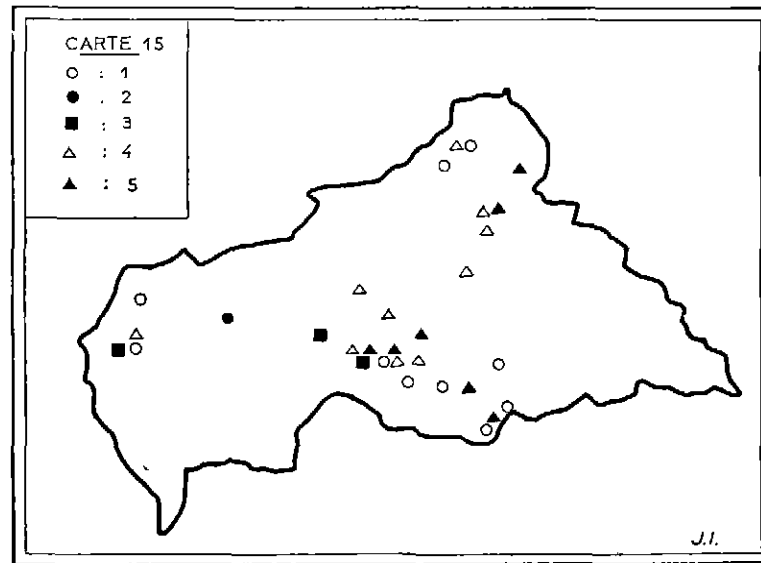 CARTE 15
○ : 1
● . 2
■ : 3
△ : 4
▲ : 5
J.I.